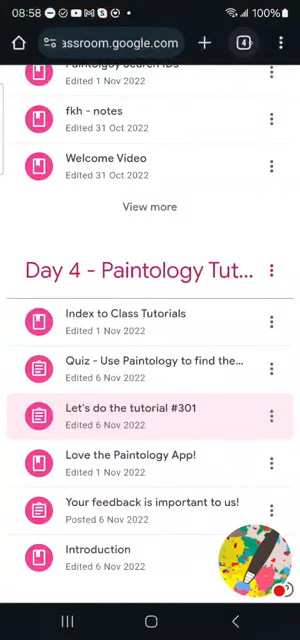 08:58
100%
assroom.google.com
4
Paintology Search IDs
Edited 1 Nov 2022
fkh - notes
Edited 31 Oct 2022
Welcome Video
Edited 31 Oct 2022
View more
Day 4 - Paintology Tut...
Index to Class Tutorials
Edited 1 Nov 2022
Quiz - Use Paintology to find the...
Edited 6 Nov 2022
Let's do the tutorial #301
Edited 6 Nov 2022
Love the Paintology App!
Edited 1 Nov 2022
Your feedback is important to us!
Posted 6 Nov 2022
Introduction
Edited 6 Nov 2022